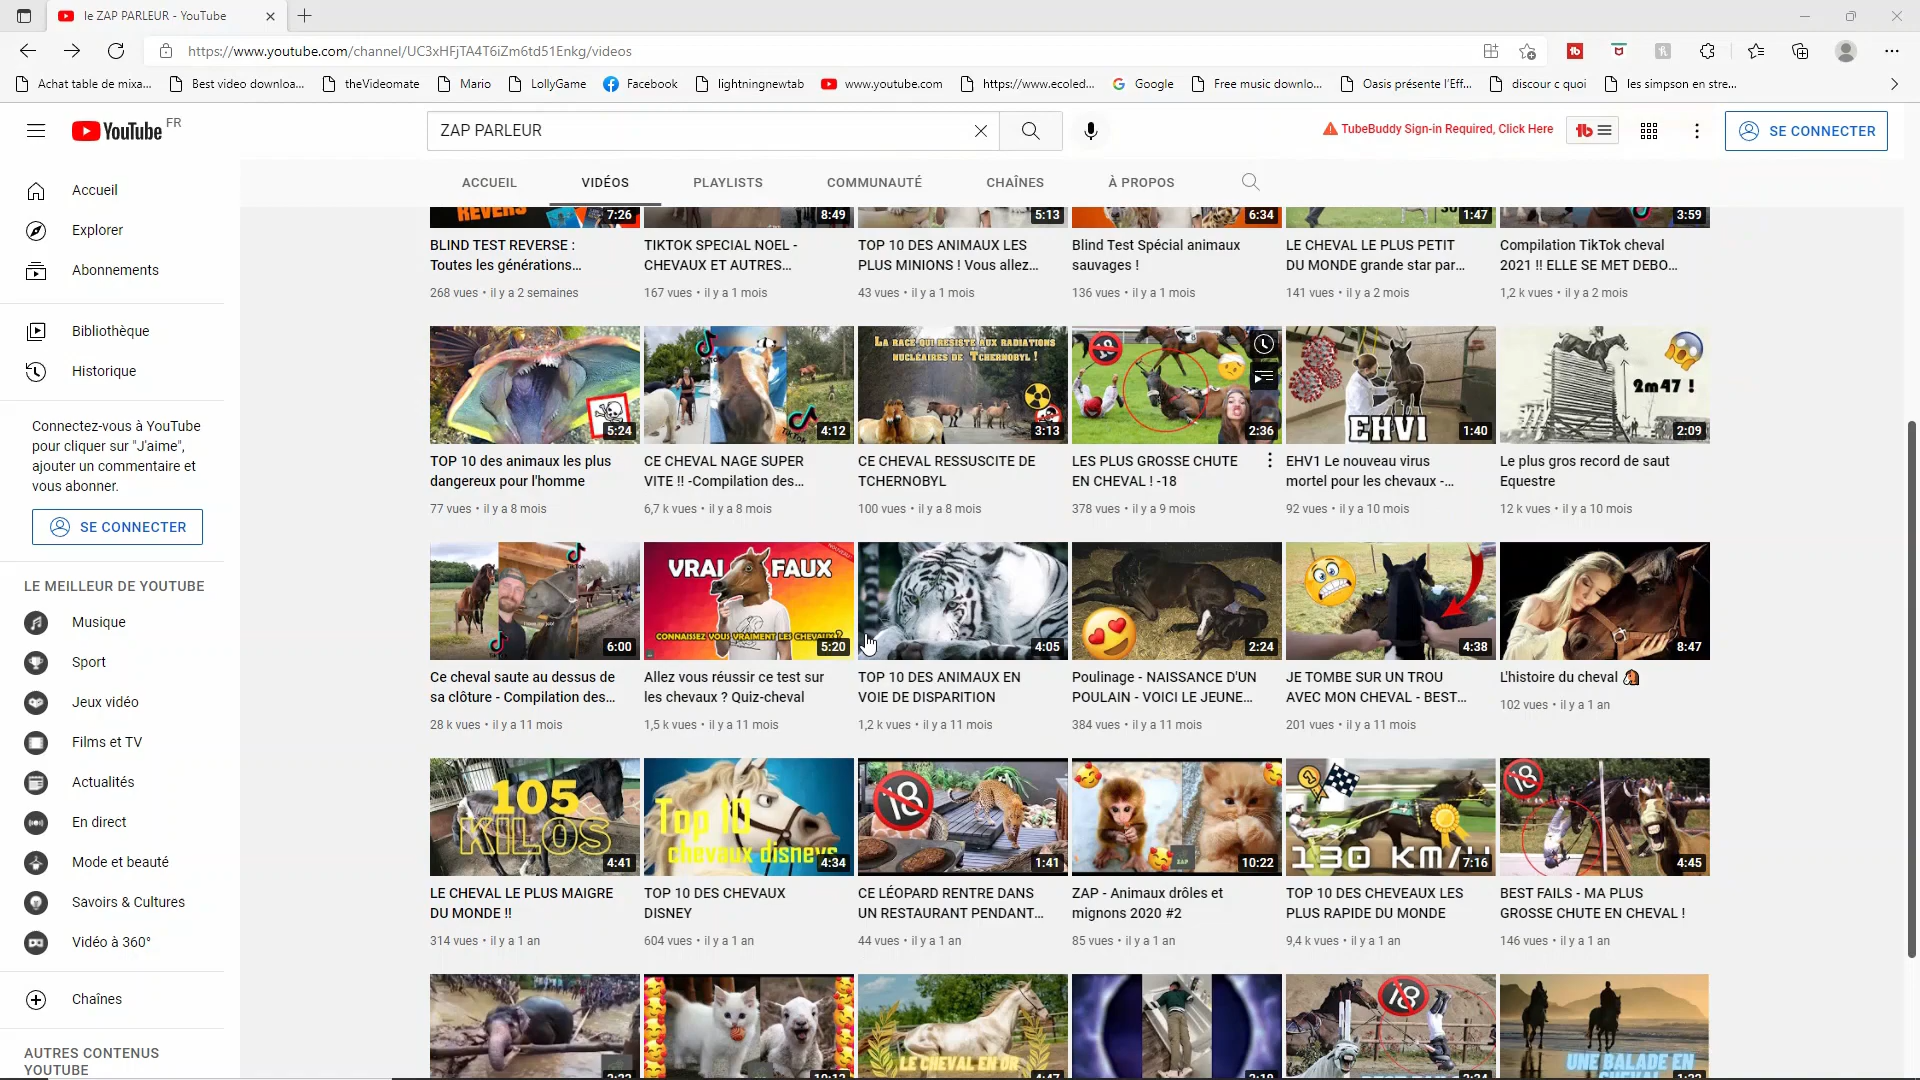 le ZAP PARLEUR - YouTube
https://www.youtube.com/channel/UC3xHFjTA4T6iZm6td51Enkg/videos
Achat table de mixa...
Best video downloa...
theVideomate
Mario
LollyGame
Facebook
lightningnewtab
www.youtube.com
https://www.ecoled...
Google
Free music downlo...
Oasis présente l'Eff...
discour c quoi
les simpson en stre...
YouTube FR
ZAP PARLEUR
TubeBuddy Sign-in Required, Click Here
tb
SE CONNECTER
ACCUEIL
VIDÉOS
PLAYLISTS
COMMUNAUTÉ
CHAÎNES
À PROPOS
Accueil
Explorer
Abonnements
Bibliothèque
Historique
Connectez-vous à YouTube
pour cliquer sur "J'aime",
ajouter un commentaire et
vous abonner.
SE CONNECTER
LE MEILLEUR DE YOUTUBE
Musique
Sport
Jeux vidéo
Films et TV
Actualités
En direct
Mode et beauté
Savoirs & Cultures
Vidéo à 360°
Chaînes
AUTRES CONTENUS
YOUTUBE
7:26
8:49
5:13
6:34
1:47
3:59
BLIND TEST REVERSE :
Toutes les générations...
268 vues • il y a 2 semaines
TIKTOK SPECIAL NOEL -
CHEVAUX ET AUTRES...
167 vues • il y a 1 mois
TOP 10 DES ANIMAUX LES
PLUS MINIONS ! Vous allez...
43 vues • il y a 1 mois
Blind Test Spécial animaux
sauvages !
136 vues • il y a 1 mois
LE CHEVAL LE PLUS PETIT
DU MONDE grande star par...
141 vues • il y a 2 mois
Compilation TikTok cheval
2021 !! ELLE SE MET DEBO...
1,2 k vues • il y a 2 mois
5:24
TOP 10 des animaux les plus
dangereux pour l'homme
77 vues • il y a 8 mois
4:12
CE CHEVAL NAGE SUPER
VITE !! -Compilation des...
6,7 k vues • il y a 8 mois
LA RACE QUI RESISTE AUX RADIATIONS
NUCLÉAIRES DE TCHERNOBYL !
3:13
CE CHEVAL RESSUSCITE DE
TCHERNOBYL
100 vues • il y a 8 mois
2:36
LES PLUS GROSSE CHUTE
EN CHEVAL ! -18
378 vues • il y a 9 mois
EHV1
1:40
EHV1 Le nouveau virus
mortel pour les chevaux -...
92 vues • il y a 10 mois
2m47 !
2:09
Le plus gros record de saut
Equestre
12 k vues • il y a 10 mois
6:00
Ce cheval saute au dessus de
sa clôture - Compilation des...
28 k vues • il y a 11 mois
VRAI FAUX
CONNAISSEZ VOUS VRAIMENT LES CHEVAUX ?
5:20
Allez vous réussir ce test sur
les chevaux ? Quiz-cheval
1,5 k vues • il y a 11 mois
4:05
TOP 10 DES ANIMAUX EN
VOIE DE DISPARITION
1,2 k vues • il y a 11 mois
2:24
Poulinage - NAISSANCE D'UN
POULAIN - VOICI LE JEUNE...
384 vues • il y a 11 mois
4:38
JE TOMBE SUR UN TROU
AVEC MON CHEVAL - BEST...
201 vues • il y a 11 mois
8:47
L'histoire du cheval
102 vues • il y a 1 an
105
KILOS
4:41
LE CHEVAL LE PLUS MAIGRE
DU MONDE !!
314 vues • il y a 1 an
Top 10
chevaux disneys
4:34
TOP 10 DES CHEVAUX
DISNEY
604 vues • il y a 1 an
18
1:41
CE LÉOPARD RENTRE DANS
UN RESTAURANT PENDANT...
44 vues • il y a 1 an
ZAP
10:22
ZAP - Animaux drôles et
mignons 2020 #2
85 vues • il y a 1 an
130 KM/H
7:16
TOP 10 DES CHEVEAUX LES
PLUS RAPIDE DU MONDE
9,4 k vues • il y a 1 an
18
4:45
BEST FAILS - MA PLUS
GROSSE CHUTE EN CHEVAL !
146 vues • il y a 1 an
LE CHEVAL EN OR
18
UNE BALADE EN
CHEVAL